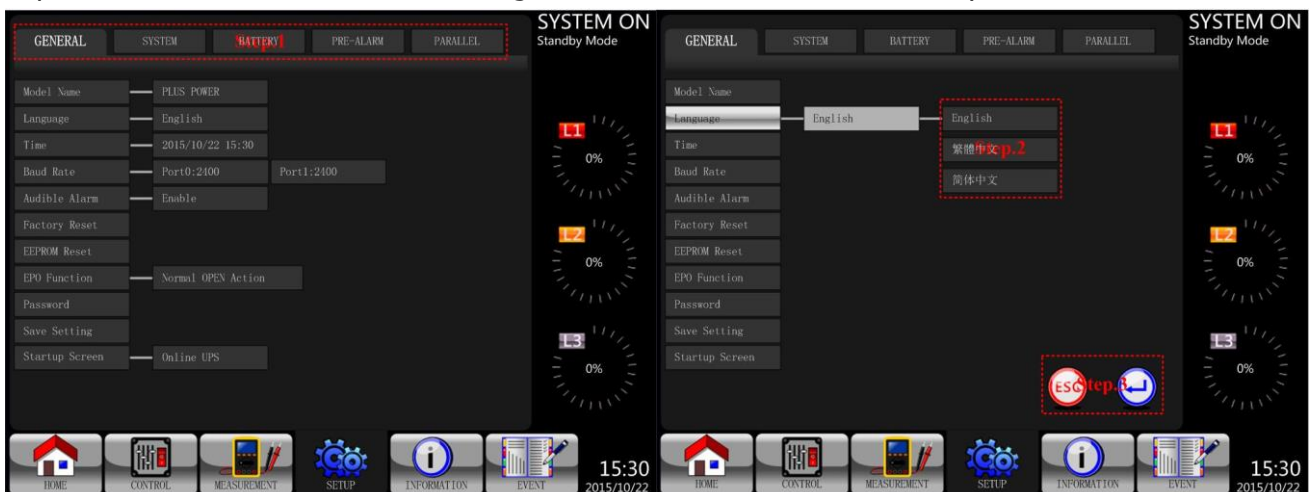 SYSTEM ON
Standby Mode
GENERAL SYSTEM BATTERY PRE-ALARM PARALLEL
Step.1
Model Name PLUS POWER
Language English
Time 2015/10/22 15:30
Baud Rate Port0:2400 Port1:2400
Audible Alarm Enable
Factory Reset
EEPROM Reset
EPO Function Normal OPEN Action
Password
Save Setting
Startup Screen Online UPS
L1
0%
L2
0%
L3
0%
HOME CONTROL MEASUREMENT SETUP INFORMATION EVENT
15:30
2015/10/22
SYSTEM ON
Standby Mode
GENERAL SYSTEM BATTERY PRE-ALARM PARALLEL
Model Name
Language English English
Time 繁體中文
Step.2
Baud Rate 简体中文
Audible Alarm
Factory Reset
EEPROM Reset
EPO Function
Password
Save Setting
Startup Screen
ESC
Step.3
L1
0%
L2
0%
L3
0%
HOME CONTROL MEASUREMENT SETUP INFORMATION EVENT
15:30
2015/10/22